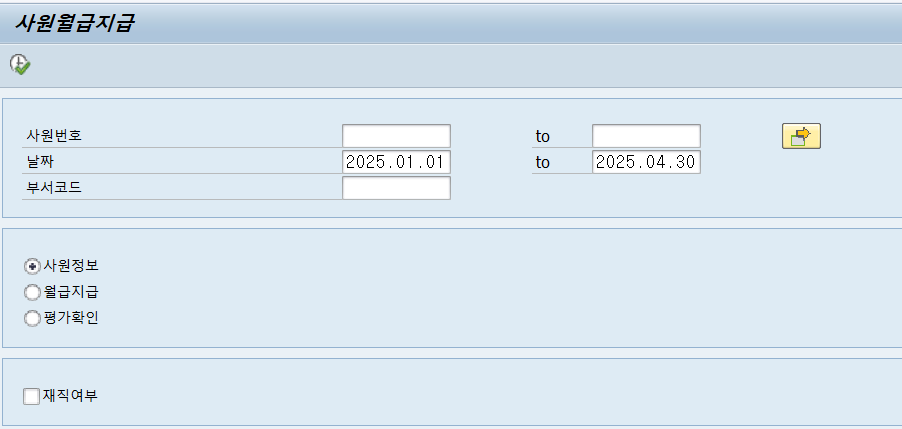 사원월급지급
사원번호 to
날짜 2025.01.01 to 2025.04.30
부서코드
사원정보
월급지급
평가확인
재직여부